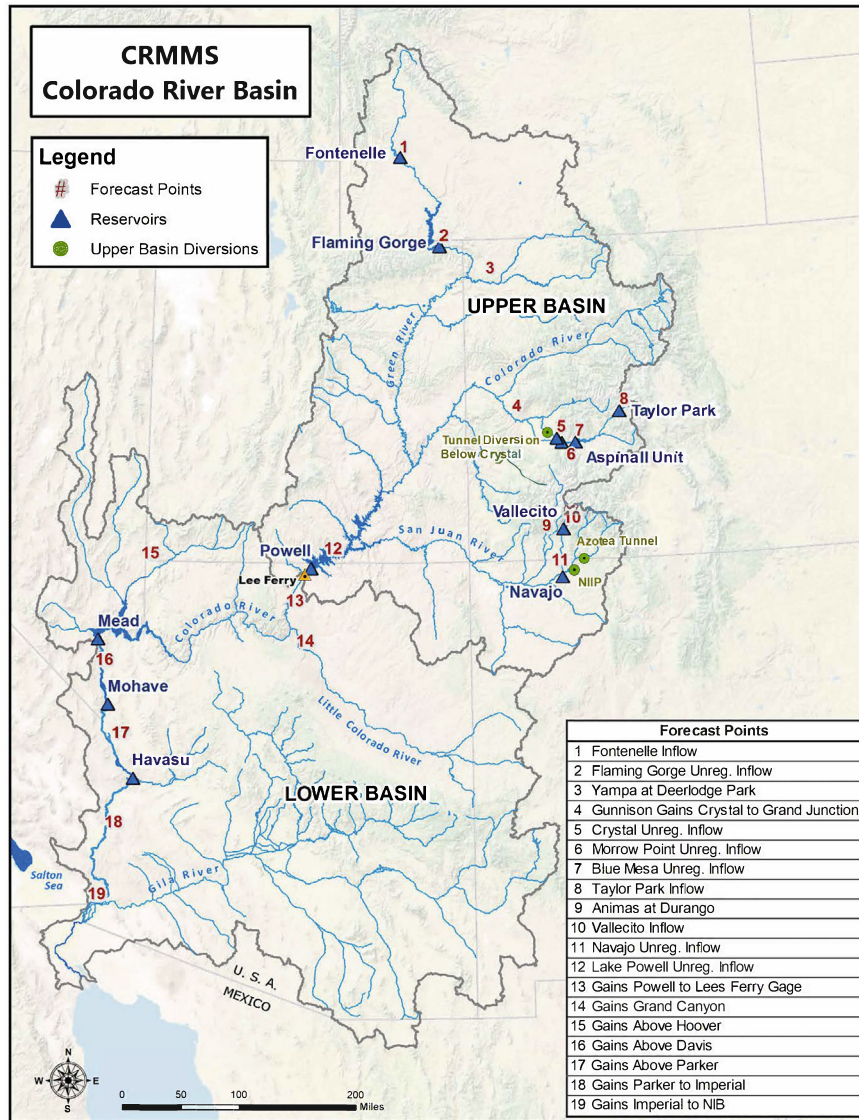 CRMMS
Colorado River Basin
Legend
# Forecast Points
Reservoirs
Upper Basin Diversions
1
Fontenelle
2
Flaming Gorge
3
UPPER BASIN
Green River
Colorado River
4
8
Taylor Park
5
7
Tunnel Diversion
Below Crystal
6
Aspinall Unit
Vallecito
10
9
San Juan River
Azotea Tunnel
15
12
Powell
11
Lee Ferry
NIIP
Navajo
13
Colorado River
Mead
14
16
Mohave
Little Colorado River
17
Havasu
LOWER BASIN
18
Salton
Sea
Gila River
19
U. S. A.
MEXICO
N
W E
S
0 50 100 200
Miles
Forecast Points
1 Fontenelle Inflow
2 Flaming Gorge Unreg. Inflow
3 Yampa at Deerlodge Park
4 Gunnison Gains Crystal to Grand Junction
5 Crystal Unreg. Inflow
6 Morrow Point Unreg. Inflow
7 Blue Mesa Unreg. Inflow
8 Taylor Park Inflow
9 Animas at Durango
10 Vallecito Inflow
11 Navajo Unreg. Inflow
12 Lake Powell Unreg. Inflow
13 Gains Powell to Lees Ferry Gage
14 Gains Grand Canyon
15 Gains Above Hoover
16 Gains Above Davis
17 Gains Above Parker
18 Gains Parker to Imperial
19 Gains Imperial to NIB